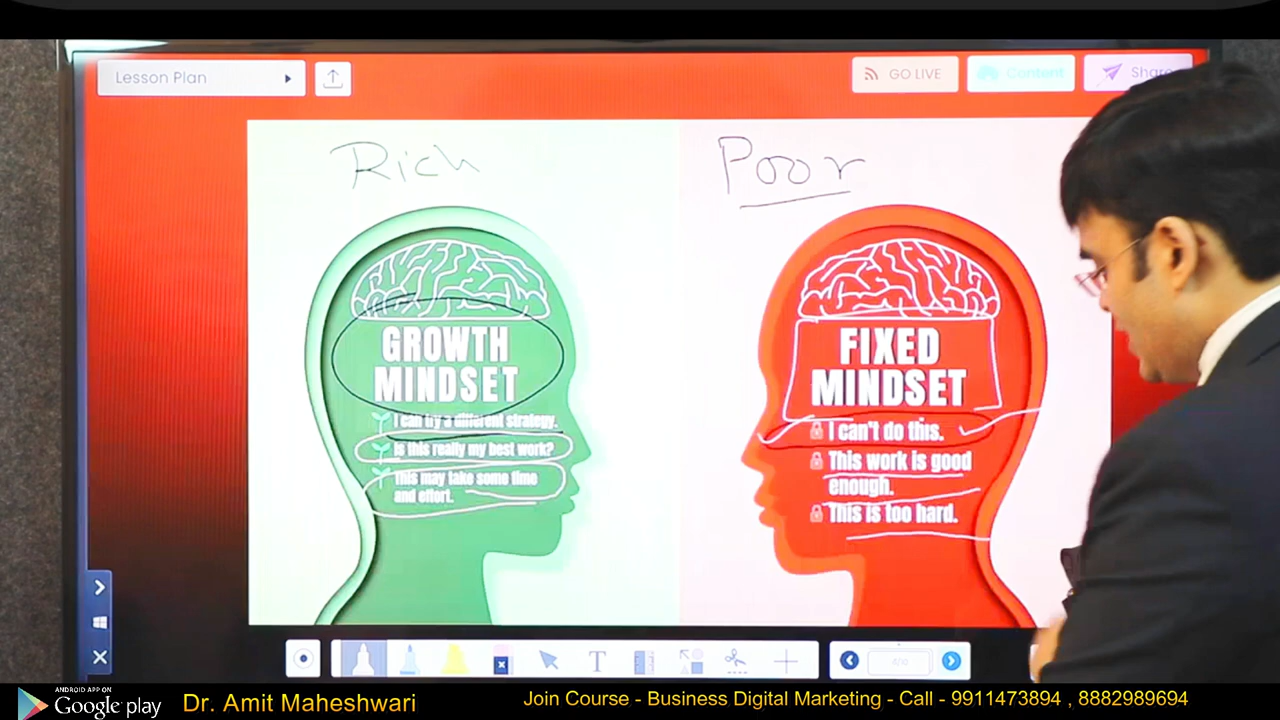 Lesson Plan
GO LIVE
Content
Share
Rich
Poor
GROWTH
MINDSET
I can try a different strategy.
Is this really my best work?
This may take some time
and effort.
FIXED
MINDSET
I can't do this.
This work is good
enough.
This is too hard.
T
ANDROID APP ON
Google play
Dr. Amit Maheshwari
Join Course - Business Digital Marketing - Call - 9911473894 , 8882989694